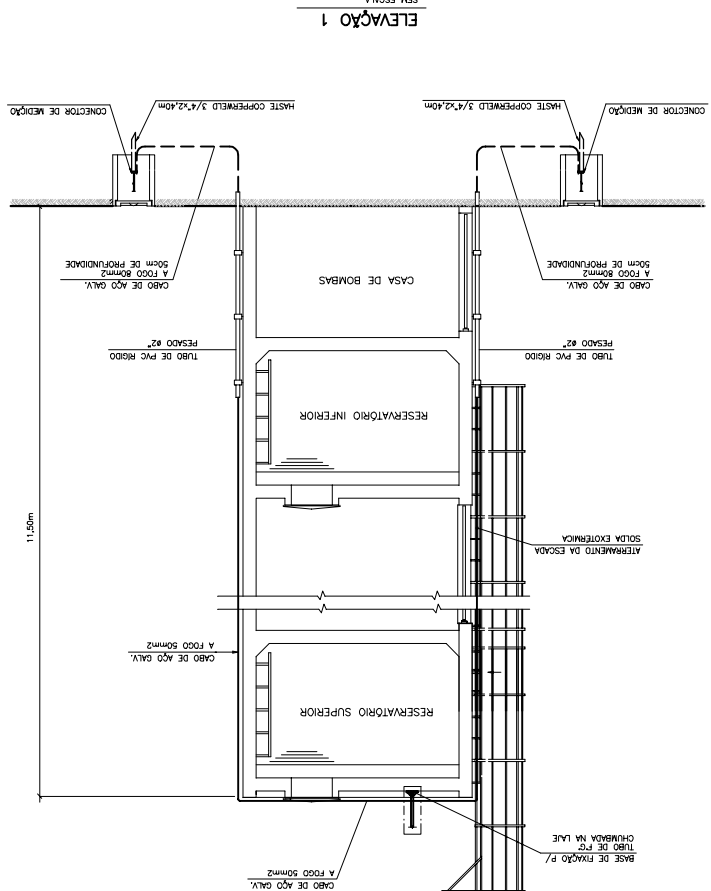 CABO DE AÇO GALV.
A FOGO 50mm2
BASE DE FIXAÇÃO P/
TUBO DE FºGº
CHUMBADA NA LAJE
RESERVATÓRIO SUPERIOR
CABO DE AÇO GALV.
A FOGO 50mm2
ATERRAMENTO DA ESCADA
SOLDA EXOTÉRMICA
11,50m
RESERVATÓRIO INFERIOR
TUBO DE PVC RÍGIDO
PESADO ø2"
TUBO DE PVC RÍGIDO
PESADO ø2"
CASA DE BOMBAS
CABO DE AÇO GALV.
A FOGO 80mm2
50cm DE PROFUNDIDADE
CABO DE AÇO GALV.
A FOGO 80mm2
50cm DE PROFUNDIDADE
CONECTOR DE MEDIÇÃO
HASTE COPPERWELD 3/4"x2,40m
HASTE COPPERWELD 3/4"x2,40m
CONECTOR DE MEDIÇÃO
ELEVAÇÃO 1
SEM ESCALA